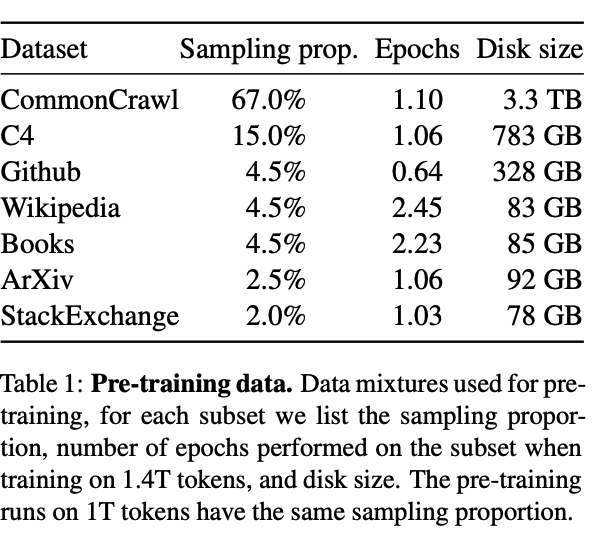 Dataset Sampling prop. Epochs Disk size
CommonCrawl 67.0% 1.10 3.3 TB
C4 15.0% 1.06 783 GB
Github 4.5% 0.64 328 GB
Wikipedia 4.5% 2.45 83 GB
Books 4.5% 2.23 85 GB
ArXiv 2.5% 1.06 92 GB
StackExchange 2.0% 1.03 78 GB
Table 1: Pre-training data. Data mixtures used for pre-
training, for each subset we list the sampling propor-
tion, number of epochs performed on the subset when
training on 1.4T tokens, and disk size. The pre-training
runs on 1T tokens have the same sampling proportion.